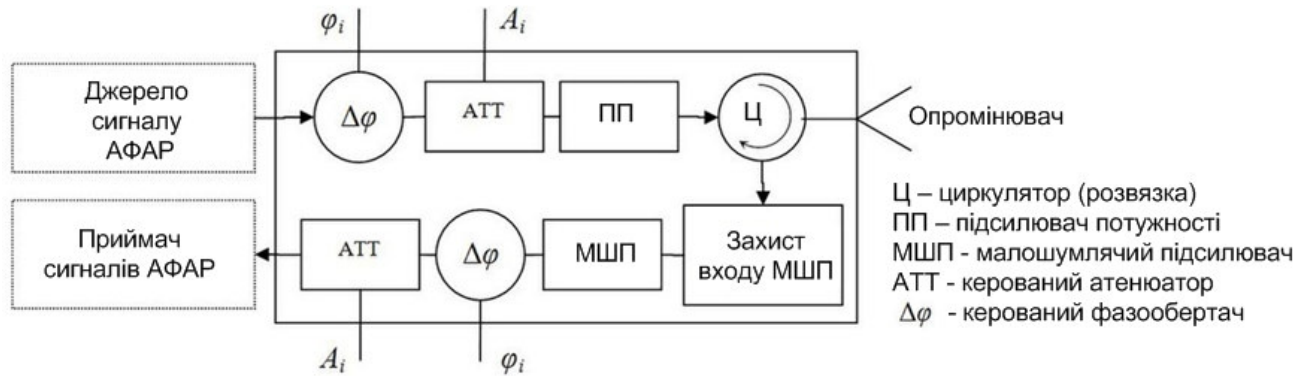 φi
Ai
Джерело
сигналу
АФАР
Δφ
АТТ
ПП
Ц
Опромінювач
Приймач
сигналів АФАР
АТТ
Δφ
МШП
Захист
входу МШП
Ai
φi
Ц – циркулятор (розвязка)
ПП – підсилювач потужності
МШП - малошумлячий підсилювач
АТТ - керований атенюатор
Δφ - керований фазообертач